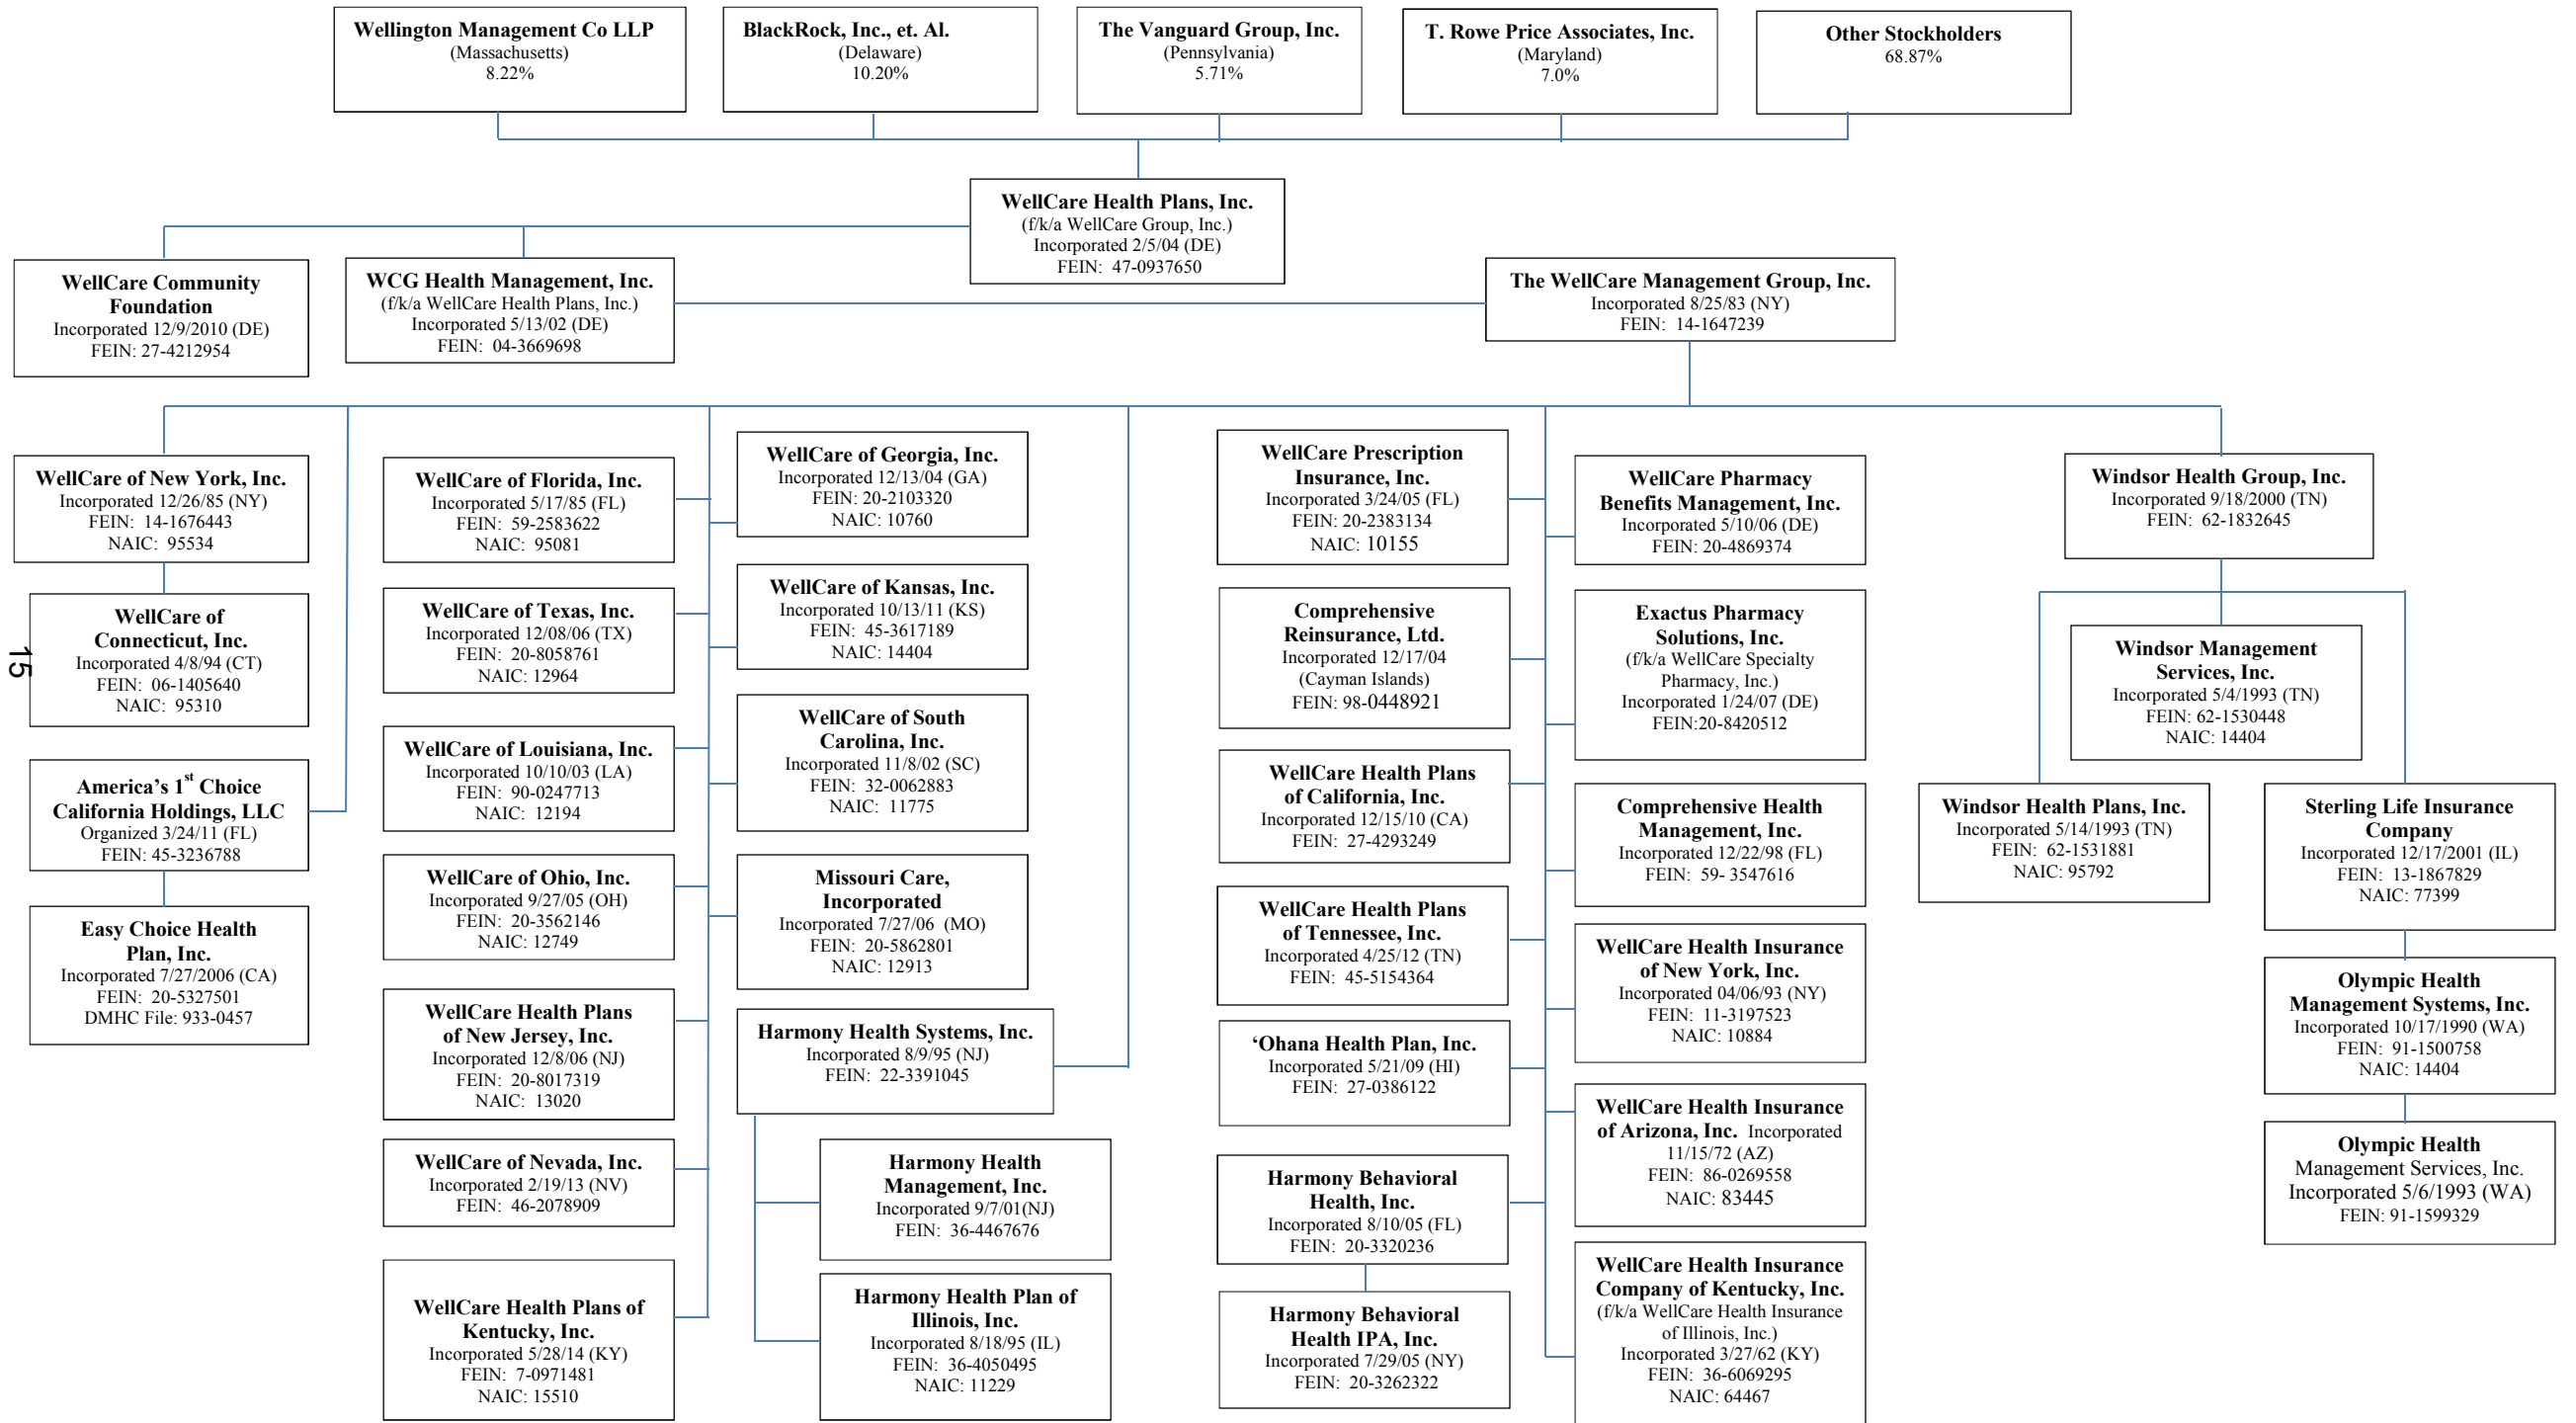 Wellington Management Co LLP
(Massachusetts)
8.22%
BlackRock, Inc., et. Al.
(Delaware)
10.20%
The Vanguard Group, Inc.
(Pennsylvania)
5.71%
T. Rowe Price Associates, Inc.
(Maryland)
7.0%
Other Stockholders
68.87%
WellCare Health Plans, Inc.
(f/k/a WellCare Group, Inc.)
Incorporated 2/5/04 (DE)
FEIN: 47-0937650
WellCare Community
Foundation
Incorporated 12/9/2010 (DE)
FEIN: 27-4212954
WCG Health Management, Inc.
(f/k/a WellCare Health Plans, Inc.)
Incorporated 5/13/02 (DE)
FEIN: 04-3669698
The WellCare Management Group, Inc.
Incorporated 8/25/83 (NY)
FEIN: 14-1647239
WellCare of New York, Inc.
Incorporated 12/26/85 (NY)
FEIN: 14-1676443
NAIC: 95534
WellCare of
Connecticut, Inc.
Incorporated 4/8/94 (CT)
FEIN: 06-1405640
NAIC: 95310
15
America's 1st Choice
California Holdings, LLC
Organized 3/24/11 (FL)
FEIN: 45-3236788
Easy Choice Health
Plan, Inc.
Incorporated 7/27/2006 (CA)
FEIN: 20-5327501
DMHC File: 933-0457
WellCare of Florida, Inc.
Incorporated 5/17/85 (FL)
FEIN: 59-2583622
NAIC: 95081
WellCare of Texas, Inc.
Incorporated 12/08/06 (TX)
FEIN: 20-8058761
NAIC: 12964
WellCare of Louisiana, Inc.
Incorporated 10/10/03 (LA)
FEIN: 90-0247713
NAIC: 12194
WellCare of Ohio, Inc.
Incorporated 9/27/05 (OH)
FEIN: 20-3562146
NAIC: 12749
WellCare Health Plans
of New Jersey, Inc.
Incorporated 12/8/06 (NJ)
FEIN: 20-8017319
NAIC: 13020
WellCare of Nevada, Inc.
Incorporated 2/19/13 (NV)
FEIN: 46-2078909
WellCare Health Plans of
Kentucky, Inc.
Incorporated 5/28/14 (KY)
FEIN: 7-0971481
NAIC: 15510
WellCare of Georgia, Inc.
Incorporated 12/13/04 (GA)
FEIN: 20-2103320
NAIC: 10760
WellCare of Kansas, Inc.
Incorporated 10/13/11 (KS)
FEIN: 45-3617189
NAIC: 14404
WellCare of South
Carolina, Inc.
Incorporated 11/8/02 (SC)
FEIN: 32-0062883
NAIC: 11775
Missouri Care,
Incorporated
Incorporated 7/27/06 (MO)
FEIN: 20-5862801
NAIC: 12913
Harmony Health Systems, Inc.
Incorporated 8/9/95 (NJ)
FEIN: 22-3391045
Harmony Health
Management, Inc.
Incorporated 9/7/01(NJ)
FEIN: 36-4467676
Harmony Health Plan of
Illinois, Inc.
Incorporated 8/18/95 (IL)
FEIN: 36-4050495
NAIC: 11229
WellCare Prescription
Insurance, Inc.
Incorporated 3/24/05 (FL)
FEIN: 20-2383134
NAIC: 10155
Comprehensive
Reinsurance, Ltd.
Incorporated 12/17/04
(Cayman Islands)
FEIN: 98-0448921
WellCare Health Plans
of California, Inc.
Incorporated 12/15/10 (CA)
FEIN: 27-4293249
WellCare Health Plans
of Tennessee, Inc.
Incorporated 4/25/12 (TN)
FEIN: 45-5154364
‘Ohana Health Plan, Inc.
Incorporated 5/21/09 (HI)
FEIN: 27-0386122
Harmony Behavioral
Health, Inc.
Incorporated 8/10/05 (FL)
FEIN: 20-3320236
Harmony Behavioral
Health IPA, Inc.
Incorporated 7/29/05 (NY)
FEIN: 20-3262322
WellCare Pharmacy
Benefits Management, Inc.
Incorporated 5/10/06 (DE)
FEIN: 20-4869374
Exactus Pharmacy
Solutions, Inc.
(f/k/a WellCare Specialty
Pharmacy, Inc.)
Incorporated 1/24/07 (DE)
FEIN:20-8420512
Comprehensive Health
Management, Inc.
Incorporated 12/22/98 (FL)
FEIN: 59- 3547616
WellCare Health Insurance
of New York, Inc.
Incorporated 04/06/93 (NY)
FEIN: 11-3197523
NAIC: 10884
WellCare Health Insurance
of Arizona, Inc. Incorporated
11/15/72 (AZ)
FEIN: 86-0269558
NAIC: 83445
WellCare Health Insurance
Company of Kentucky, Inc.
(f/k/a WellCare Health Insurance
of Illinois, Inc.)
Incorporated 3/27/62 (KY)
FEIN: 36-6069295
NAIC: 64467
Windsor Health Group, Inc.
Incorporated 9/18/2000 (TN)
FEIN: 62-1832645
Windsor Management
Services, Inc.
Incorporated 5/4/1993 (TN)
FEIN: 62-1530448
NAIC: 14404
Windsor Health Plans, Inc.
Incorporated 5/14/1993 (TN)
FEIN: 62-1531881
NAIC: 95792
Sterling Life Insurance
Company
Incorporated 12/17/2001 (IL)
FEIN: 13-1867829
NAIC: 77399
Olympic Health
Management Systems, Inc.
Incorporated 10/17/1990 (WA)
FEIN: 91-1500758
NAIC: 14404
Olympic Health
Management Services, Inc.
Incorporated 5/6/1993 (WA)
FEIN: 91-1599329